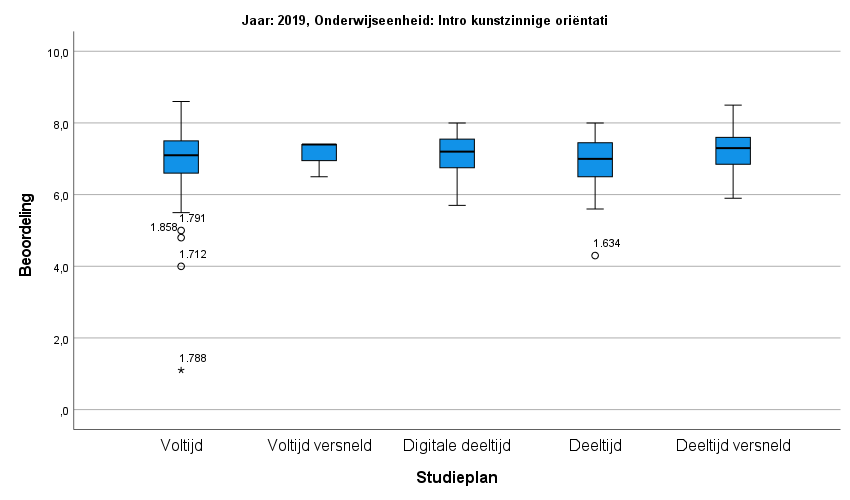 Jaar: 2019, Onderwijseenheid: Intro kunstzinnige oriëntati
10,0
8,0
6,0
4,0
2,0
,0
Beoordeling
1.791
1.858
1.712
1.788
1.634
Voltijd
Voltijd versneld
Digitale deeltijd
Deeltijd
Deeltijd versneld
Studieplan